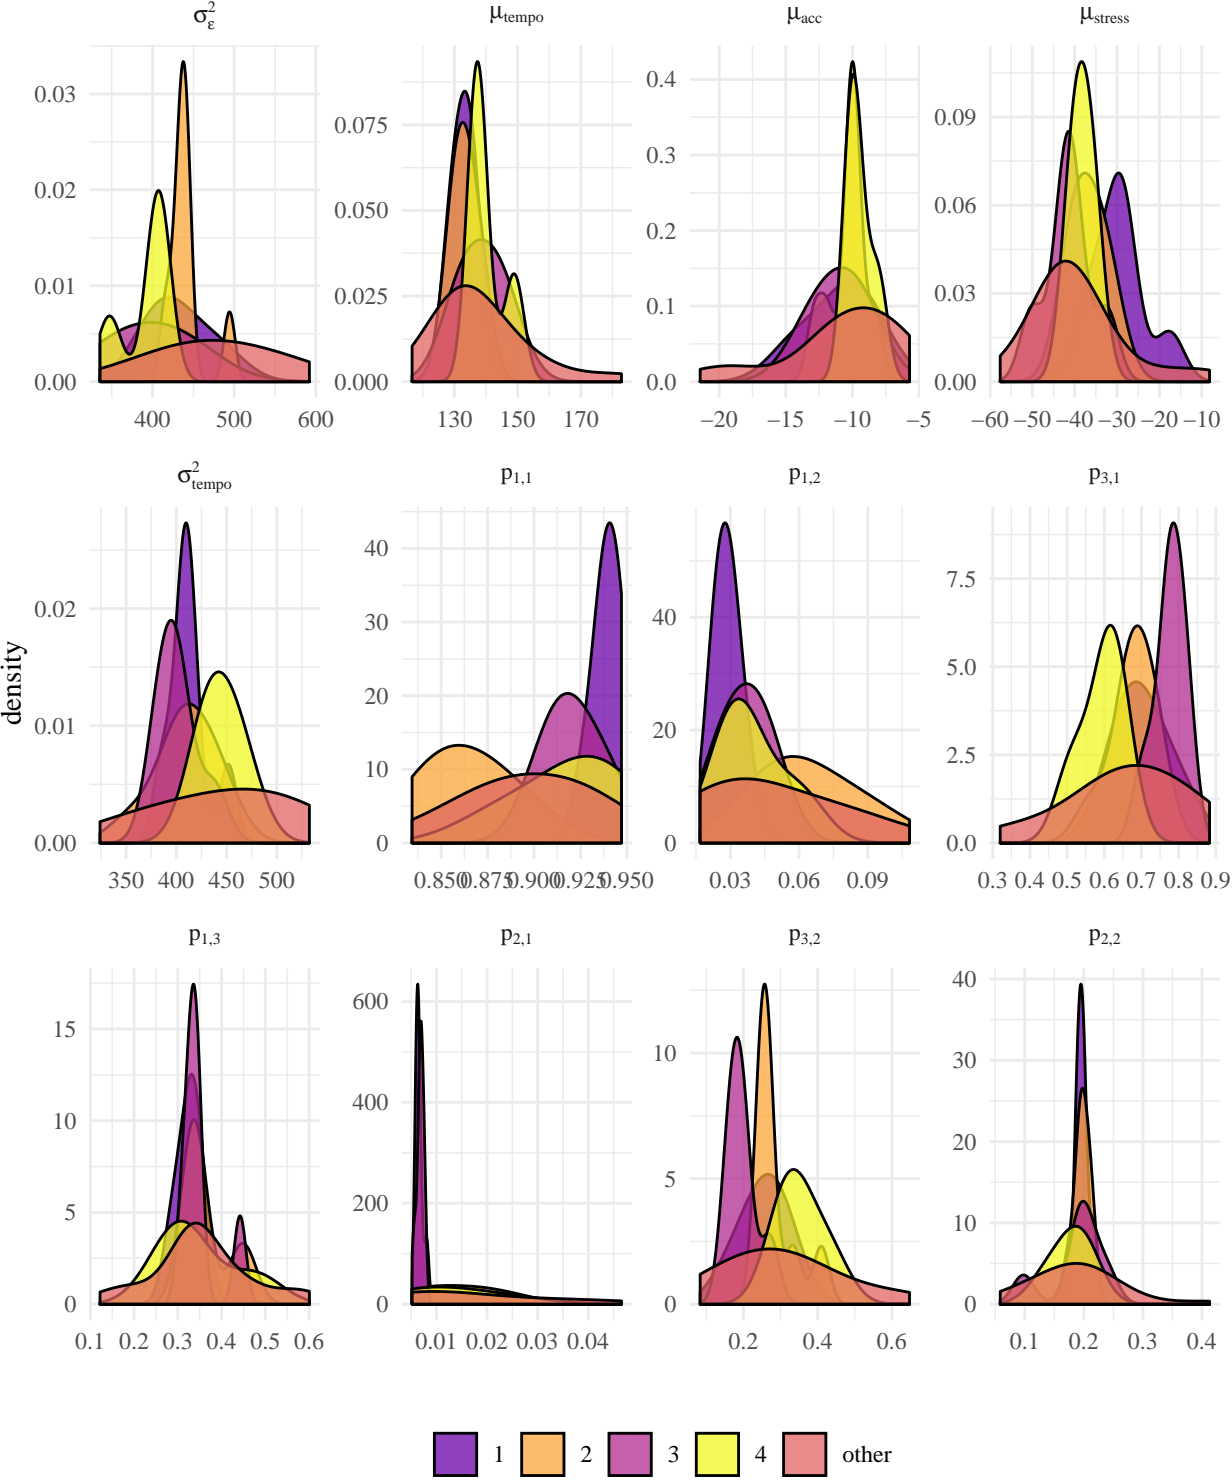 σ²ε μtempo μacc μstress
0.00 0.01 0.02 0.03
400 500 600
0.000 0.025 0.050 0.075
130 150 170
0.0 0.1 0.2 0.3 0.4
−20 −15 −10 −5
0.00 0.03 0.06 0.09
−60 −50 −40 −30 −20 −10
density
σ²tempo p1,1 p1,2 p3,1
0.00 0.01 0.02
350 400 450 500
0 10 20 30 40
0.850 0.875 0.900 0.925 0.950
0 20 40
0.03 0.06 0.09
0.0 2.5 5.0 7.5
0.3 0.4 0.5 0.6 0.7 0.8 0.9
p1,3 p2,1 p3,2 p2,2
0 5 10 15
0.1 0.2 0.3 0.4 0.5 0.6
0 200 400 600
0.01 0.02 0.03 0.04
0 5 10
0.2 0.4 0.6
0 10 20 30 40
0.1 0.2 0.3 0.4
1 2 3 4 other